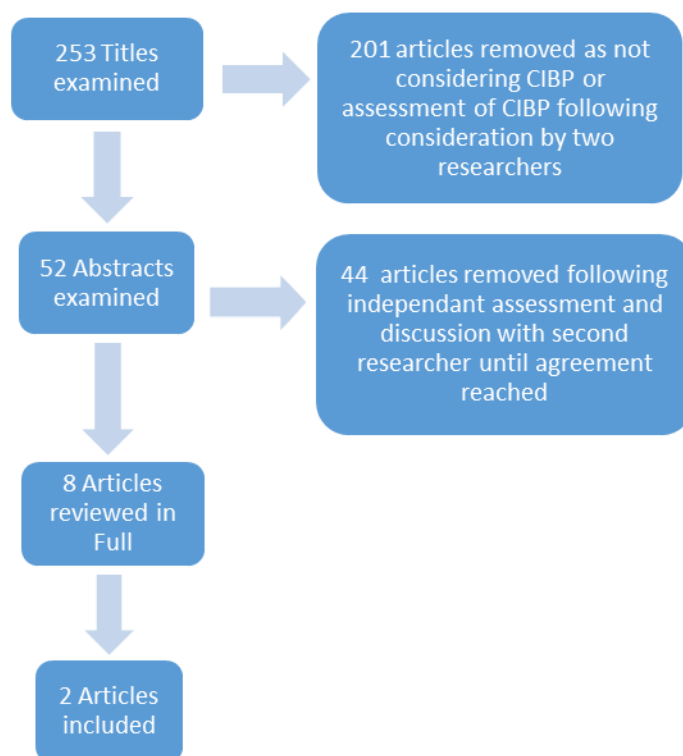 253 Titles
examined
201 articles removed as not
considering CIBP or
assessment of CIBP following
consideration by two
researchers
52 Abstracts
examined
44 articles removed following
independant assessment and
discussion with second
researcher until agreement
reached
8 Articles
reviewed in
Full
2 Articles
included